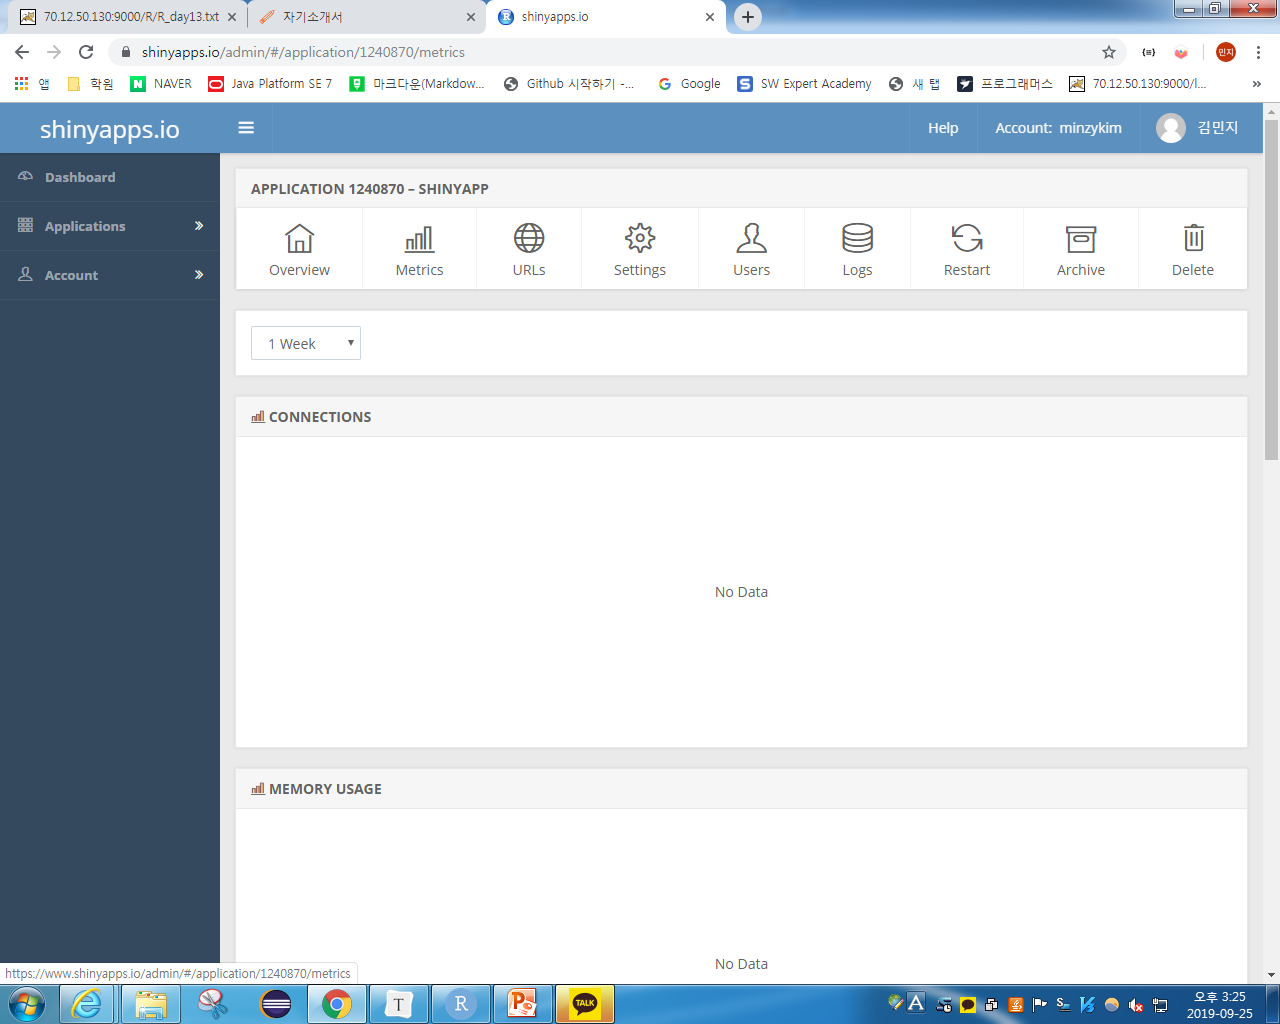 70.12.50.130:9000/R/R_day13.txt
자기소개서
shinyapps.io
shinyapps.io/admin/#/application/1240870/metrics
민지
앱
학원
NAVER
Java Platform SE 7
마크다운(Markdow...
Github 시작하기 -...
Google
SW Expert Academy
새 탭
프로그래머스
70.12.50.130:9000/l...
»
shinyapps.io
Help
Account: minzykim
김민지
Dashboard
Applications
Account
APPLICATION 1240870 – SHINYAPP
Overview
Metrics
URLs
Settings
Users
Logs
Restart
Archive
Delete
1 Week
CONNECTIONS
No Data
MEMORY USAGE
No Data
https://www.shinyapps.io/admin/#/application/1240870/metrics
T
R
TALK
A
오후 3:25
2019-09-25